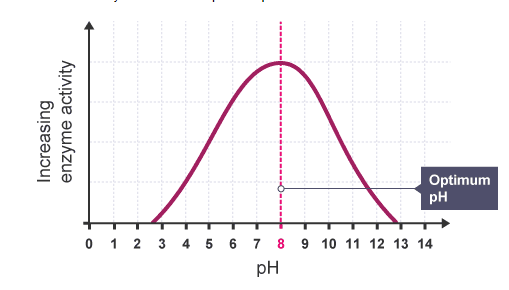 Increasing
enzyme activity
Optimum
pH
0 1 2 3 4 5 6 7 8 9 10 11 12 13 14
pH